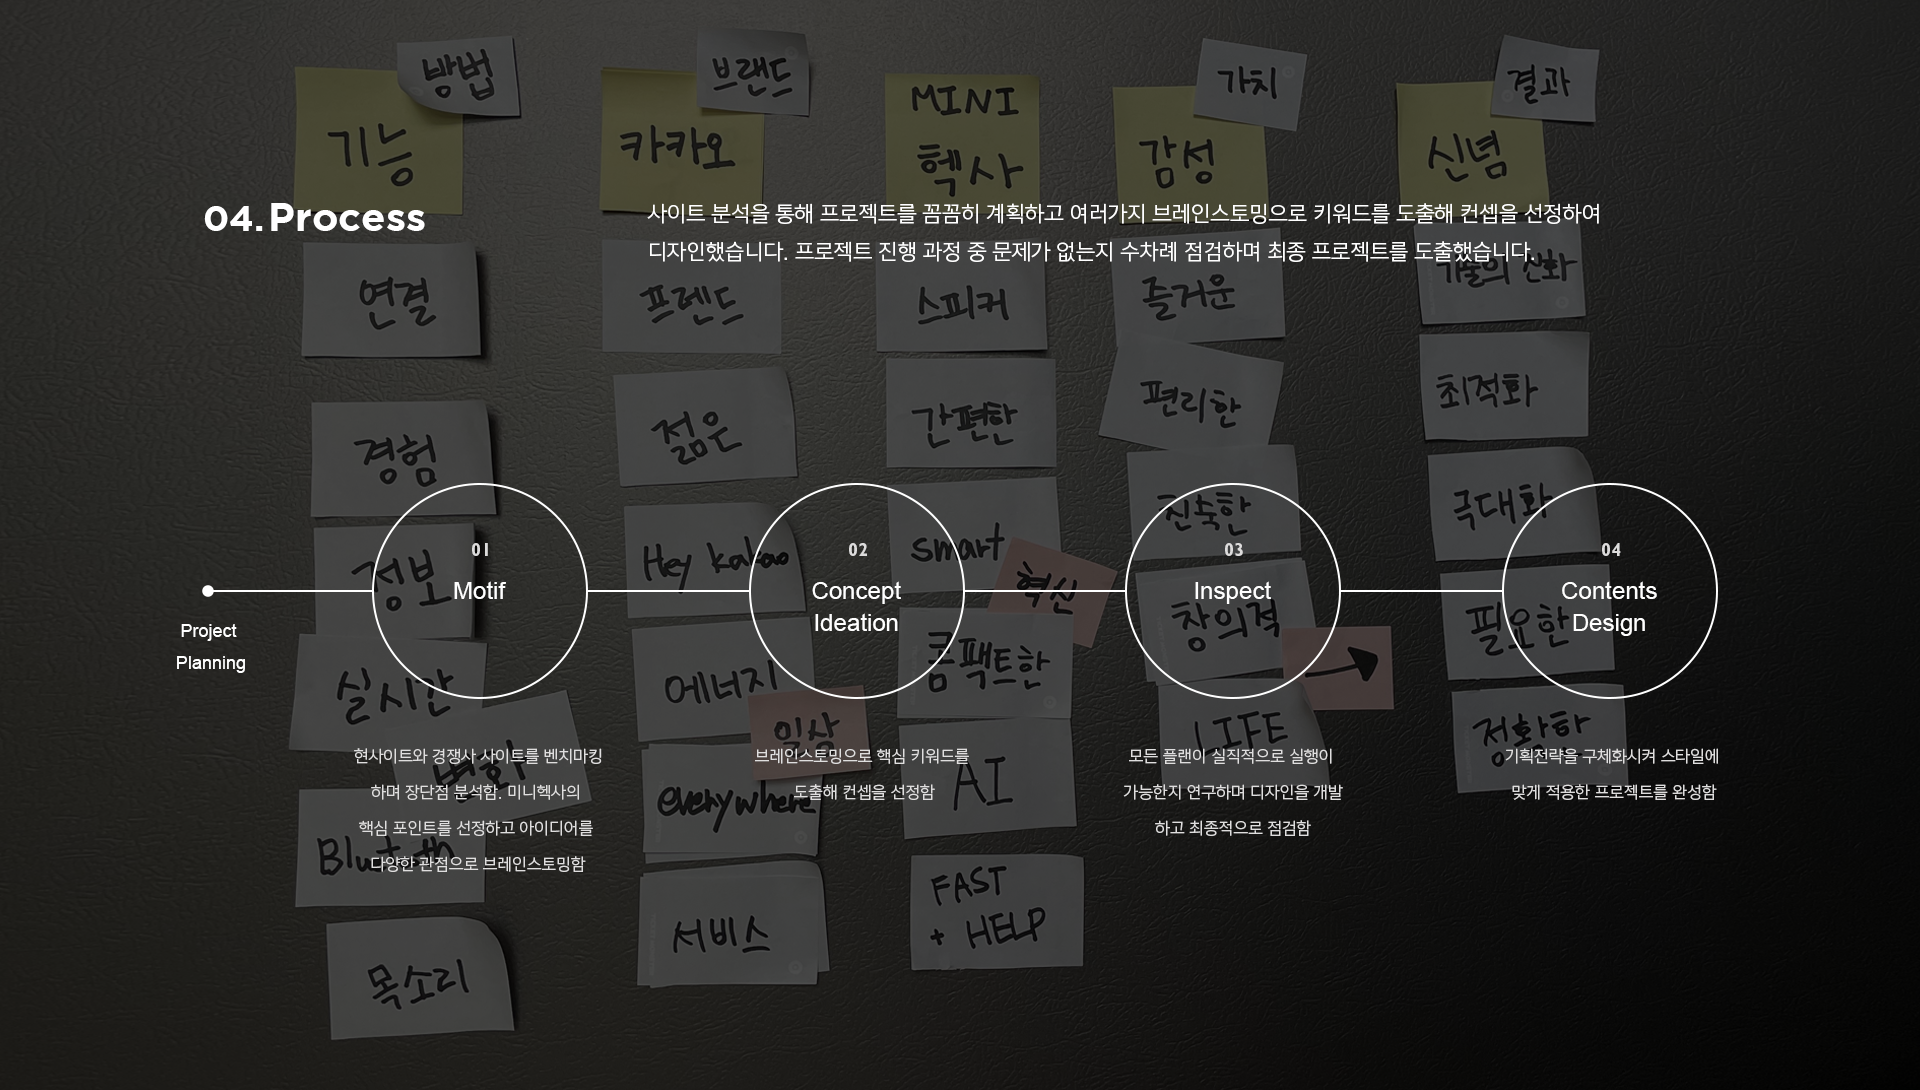 방법
브랜드
가치
결과
기능
카카오
MINI
헥사
감성
신념
04. Process
사이트 분석을 통해 프로젝트를 꼼꼼히 계획하고 여러가지 브레인스토밍으로 키워드를 도출해 컨셉을 선정하여
디자인했습니다. 프로젝트 진행 과정 중 문제가 없는지 수차례 점검하며 최종 프로젝트를 도출했습니다.
연결
프렌드
스피커
즐거운
기술의 진화
경험
젊은
간편한
편리한
최적화
정보
Hey kakao
smart
혁신
친숙한
극대화
실시간
에너지
일상
콤팩트한
창의적
필요한
변화
everywhere
AI
LIFE
정확한
목소리
서비스
FAST
+ HELP
Project
Planning
01
Motif
현사이트와 경쟁사 사이트를 벤치마킹
하며 장단점 분석함. 미니헥사의
핵심 포인트를 선정하고 아이디어를
다양한 관점으로 브레인스토밍함
02
Concept
Ideation
브레인스토밍으로 핵심 키워드를
도출해 컨셉을 선정함
03
Inspect
모든 플랜이 실직적으로 실행이
가능한지 연구하며 디자인을 개발
하고 최종적으로 점검함
04
Contents
Design
기획전략을 구체화시켜 스타일에
맞게 적용한 프로젝트를 완성함